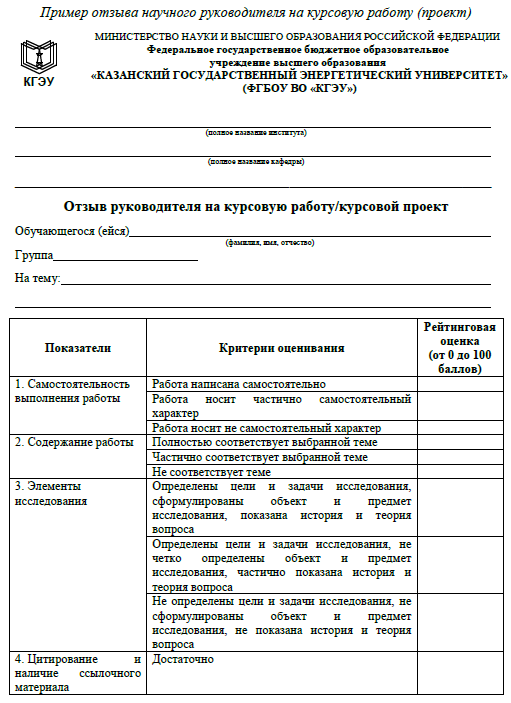 Пример отзыва научного руководителя на курсовую работу (проект)
МИНИСТЕРСТВО НАУКИ И ВЫСШЕГО ОБРАЗОВАНИЯ РОССИЙСКОЙ ФЕДЕРАЦИИ
Федеральное государственное бюджетное образовательное
учреждение высшего образования
«КАЗАНСКИЙ ГОСУДАРСТВЕННЫЙ ЭНЕРГЕТИЧЕСКИЙ УНИВЕРСИТЕТ»
(ФГБОУ ВО «КГЭУ»)
КГЭУ
(полное название института)
(полное название кафедры)
Отзыв руководителя на курсовую работу/курсовой проект
Обучающегося (ейся)
(фамилия, имя, отчество)
Группа
На тему:
Показатели
Критерии оценивания
Рейтинговая
оценка
(от 0 до 100
баллов)
1. Самостоятельность
выполнения работы
Работа написана самостоятельно
Работа носит частично самостоятельный
характер
Работа носит не самостоятельный характер
2. Содержание работы
Полностью соответствует выбранной теме
Частично соответствует выбранной теме
Не соответствует теме
3. Элементы
исследования
Определены цели и задачи исследования,
сформулированы объект и предмет
исследования, показана история и теория
вопроса
Определены цели и задачи исследования, не
четко определены объект и предмет
исследования, частично показана история и
теория вопроса
Не определены цели и задачи исследования, не
сформулированы объект и предмет
исследования, не показана история и теория
вопроса
4. Цитирование и
наличие ссылочного
материала
Достаточно